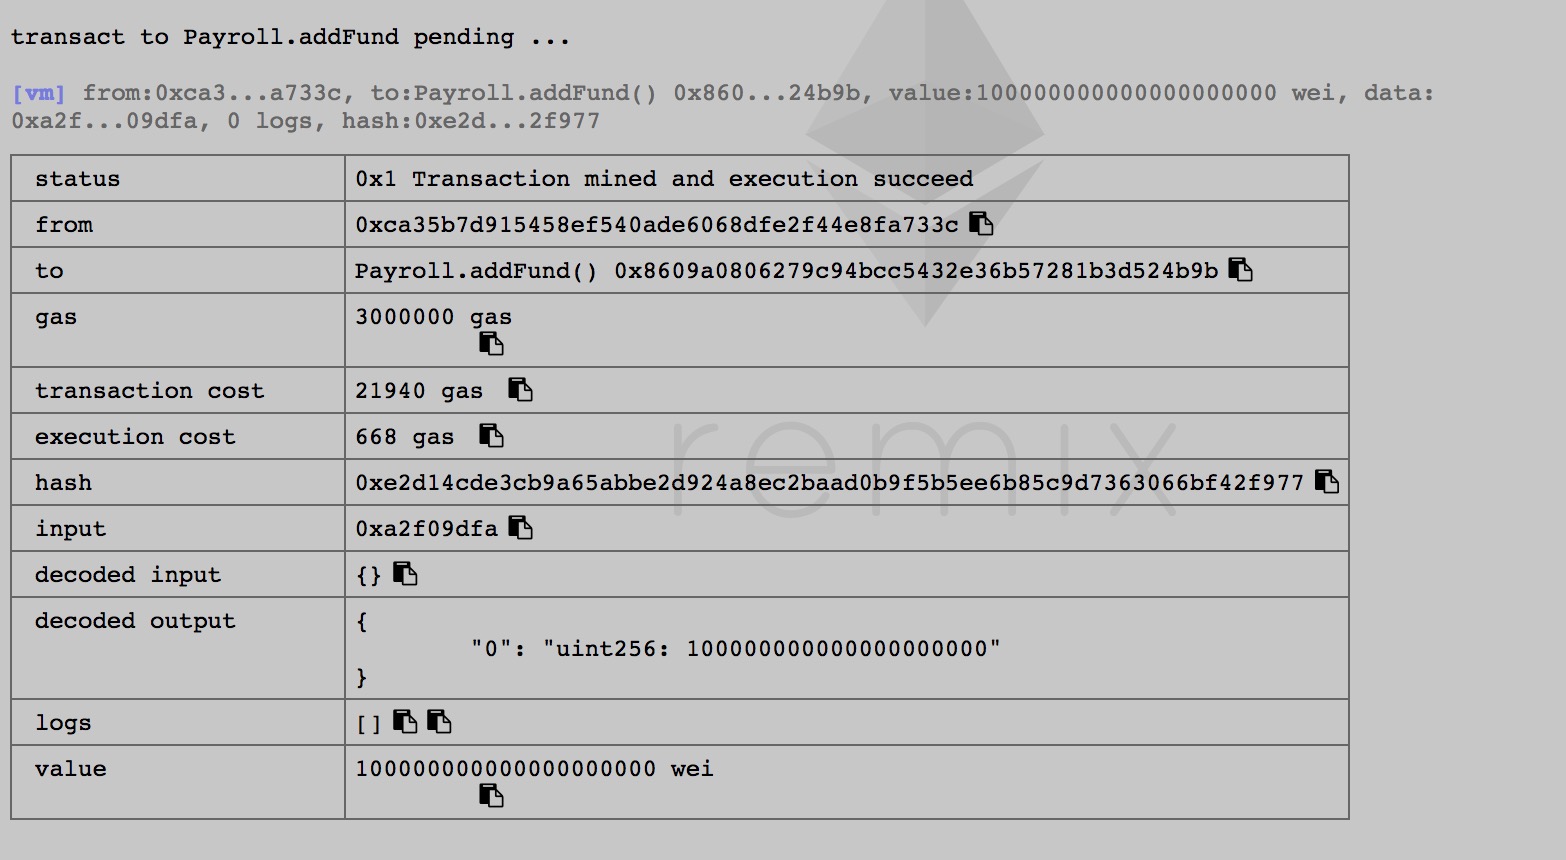 transact to Payroll.addFund pending ...
[vm] from:0xca3...a733c, to:Payroll.addFund() 0x860...24b9b, value:100000000000000000000 wei, data:
0xa2f...09dfa, 0 logs, hash:0xe2d...2f977
status 0x1 Transaction mined and execution succeed
from 0xca35b7d915458ef540ade6068dfe2f44e8fa733c
to Payroll.addFund() 0x8609a0806279c94bcc5432e36b57281b3d524b9b
gas 3000000 gas
transaction cost 21940 gas
execution cost 668 gas
remix
hash 0xe2d14cde3cb9a65abbe2d924a8ec2baad0b9f5b5ee6b85c9d7363066bf42f977
input 0xa2f09dfa
decoded input {}
decoded output {
"0": "uint256: 100000000000000000000"
}
logs []
value 100000000000000000000 wei